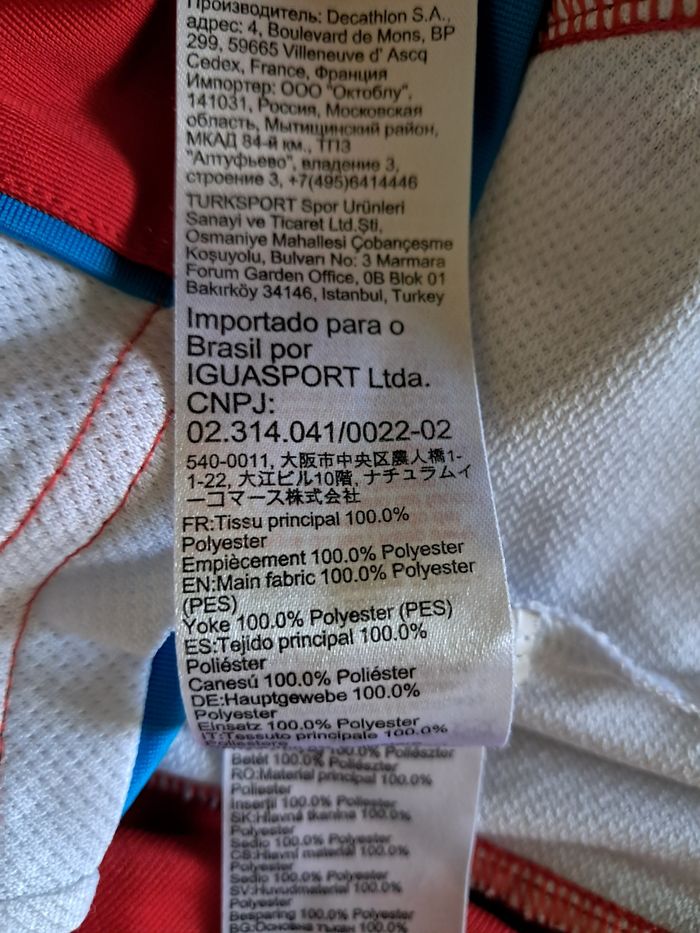 Производитель: Decathlon S.A.,
адрес: 4, Boulevard de Mons, BP
299, 59665 Villeneuve d' Ascq
Cedex, France, Франция
Импортер: ООО "Октоблу",
141031, Россия, Московская
область, Мытищинский район,
МКАД 84-й км., ТПЗ
"Алтуфьево", владение 3,
строение 3, +7(495)6414446
TURKSPORT Spor Urünleri
Sanayi ve Ticaret Ltd.Şti,
Osmaniye Mahallesi Çobançeşme
Koşuyolu, Bulvarı No: 3 Marmara
Forum Garden Office, 0B Blok 01
Bakırköy 34146, Istanbul, Turkey
Importado para o
Brasil por
IGUASPORT Ltda.
CNPJ:
02.314.041/0022-02
540-0011, 大阪市中央区農人橋1-
1-22, 大江ビル10階, ナチュラムイ
ーコマース株式会社
FR:Tissu principal 100.0%
Polyester
Empiècement 100.0% Polyester
EN:Main fabric 100.0% Polyester
(PES)
Yoke 100.0% Polyester (PES)
ES:Tejido principal 100.0%
Poliéster
Canesú 100.0% Poliéster
DE:Hauptgewebe 100.0%
Polyester
Einsatz 100.0% Polyester
IT:Tessuto principale 100.0%
Poliestere
100.0% Poliészter
Betét 100.0% Poliészter
RO:Material principal 100.0%
Poliester
Inserții 100.0% Poliester
SK:Hlavná tkanina 100.0%
Polyester
Sedlo 100.0% Polyester
CS:Hlavní materiál 100.0%
Polyester
Sedlo 100.0% Polyester
SV:Huvudmaterial 100.0%
Polyester
Besparing 100.0% Polyester
BG:Основна тъкан 100.0%